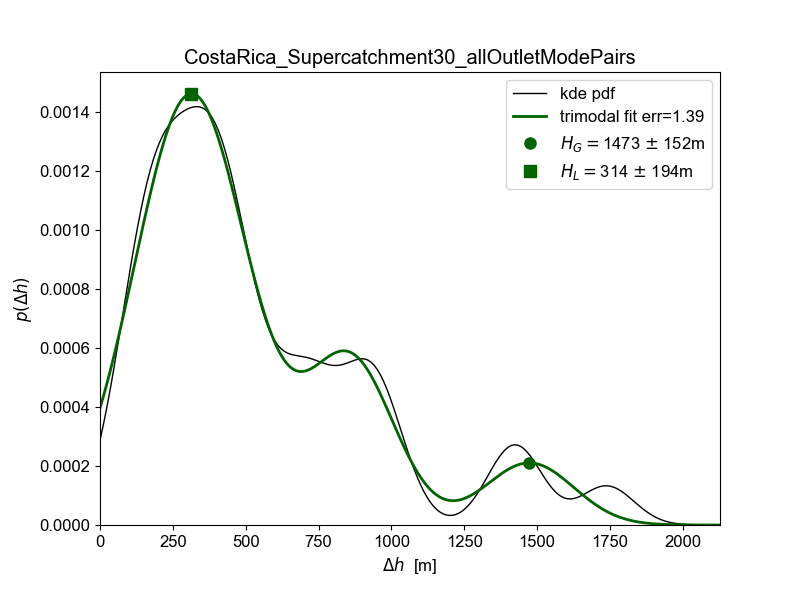 CostaRica_Supercatchment30_allOutletModePairs
kde pdf
trimodal fit err=1.39
H_G = 1473 ± 152m
H_L = 314 ± 194m
p(Δh)
0.0014
0.0012
0.0010
0.0008
0.0006
0.0004
0.0002
0.0000
0 250 500 750 1000 1250 1500 1750 2000
Δh [m]